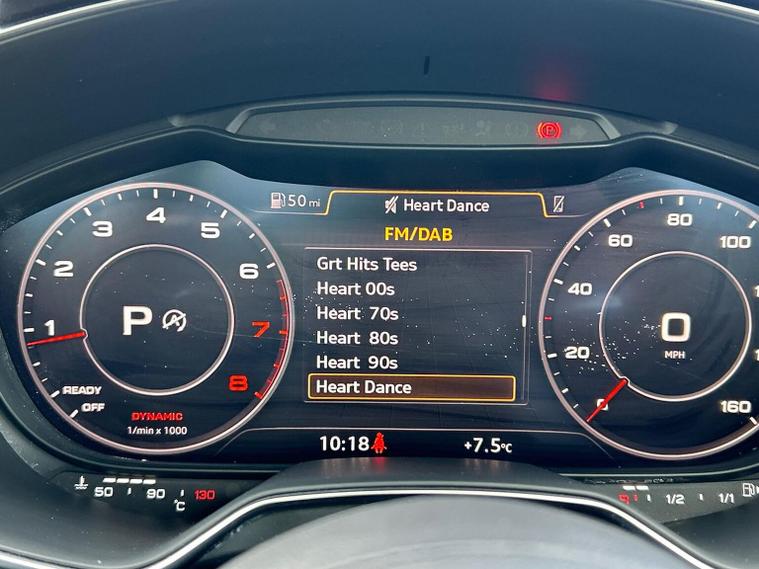 P
50 mi
Heart Dance
FM/DAB
Grt Hits Tees
Heart 00s
Heart 70s
Heart 80s
Heart 90s
Heart Dance
1
2
3
4
5
6
7
8
P A
READY
OFF
DYNAMIC
1/min x 1000
0
20
40
60
80
100
160
0
MPH
10:18
+7.5°C
50
90
130
°C
1/2
1/1